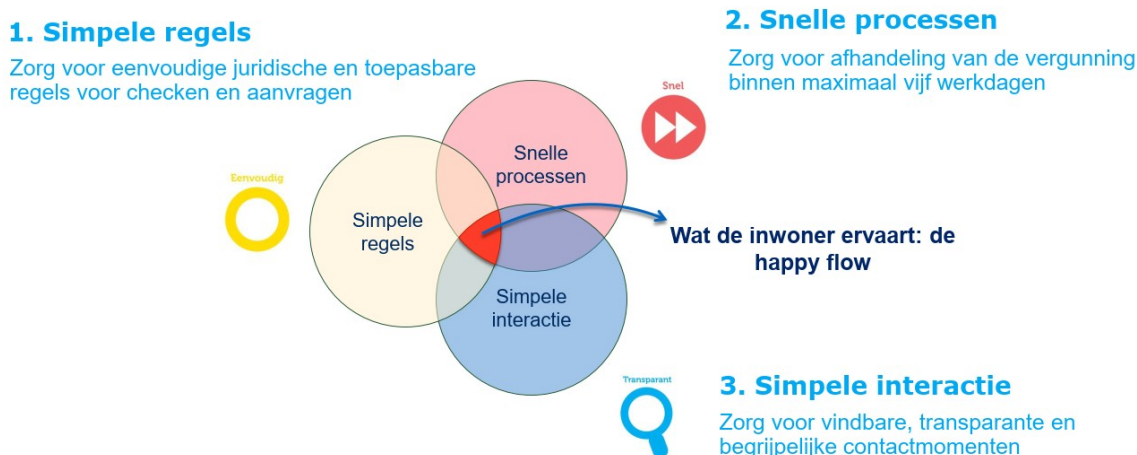 1. Simpele regels
Zorg voor eenvoudige juridische en toepasbare
regels voor checken en aanvragen
2. Snelle processen
Zorg voor afhandeling van de vergunning
binnen maximaal vijf werkdagen
Snel
Snelle
processen
Eenvoudig
Simpele
regels
Wat de inwoner ervaart: de
happy flow
Simpele
interactie
Transparant
3. Simpele interactie
Zorg voor vindbare, transparante en
begrijpelijke contactmomenten